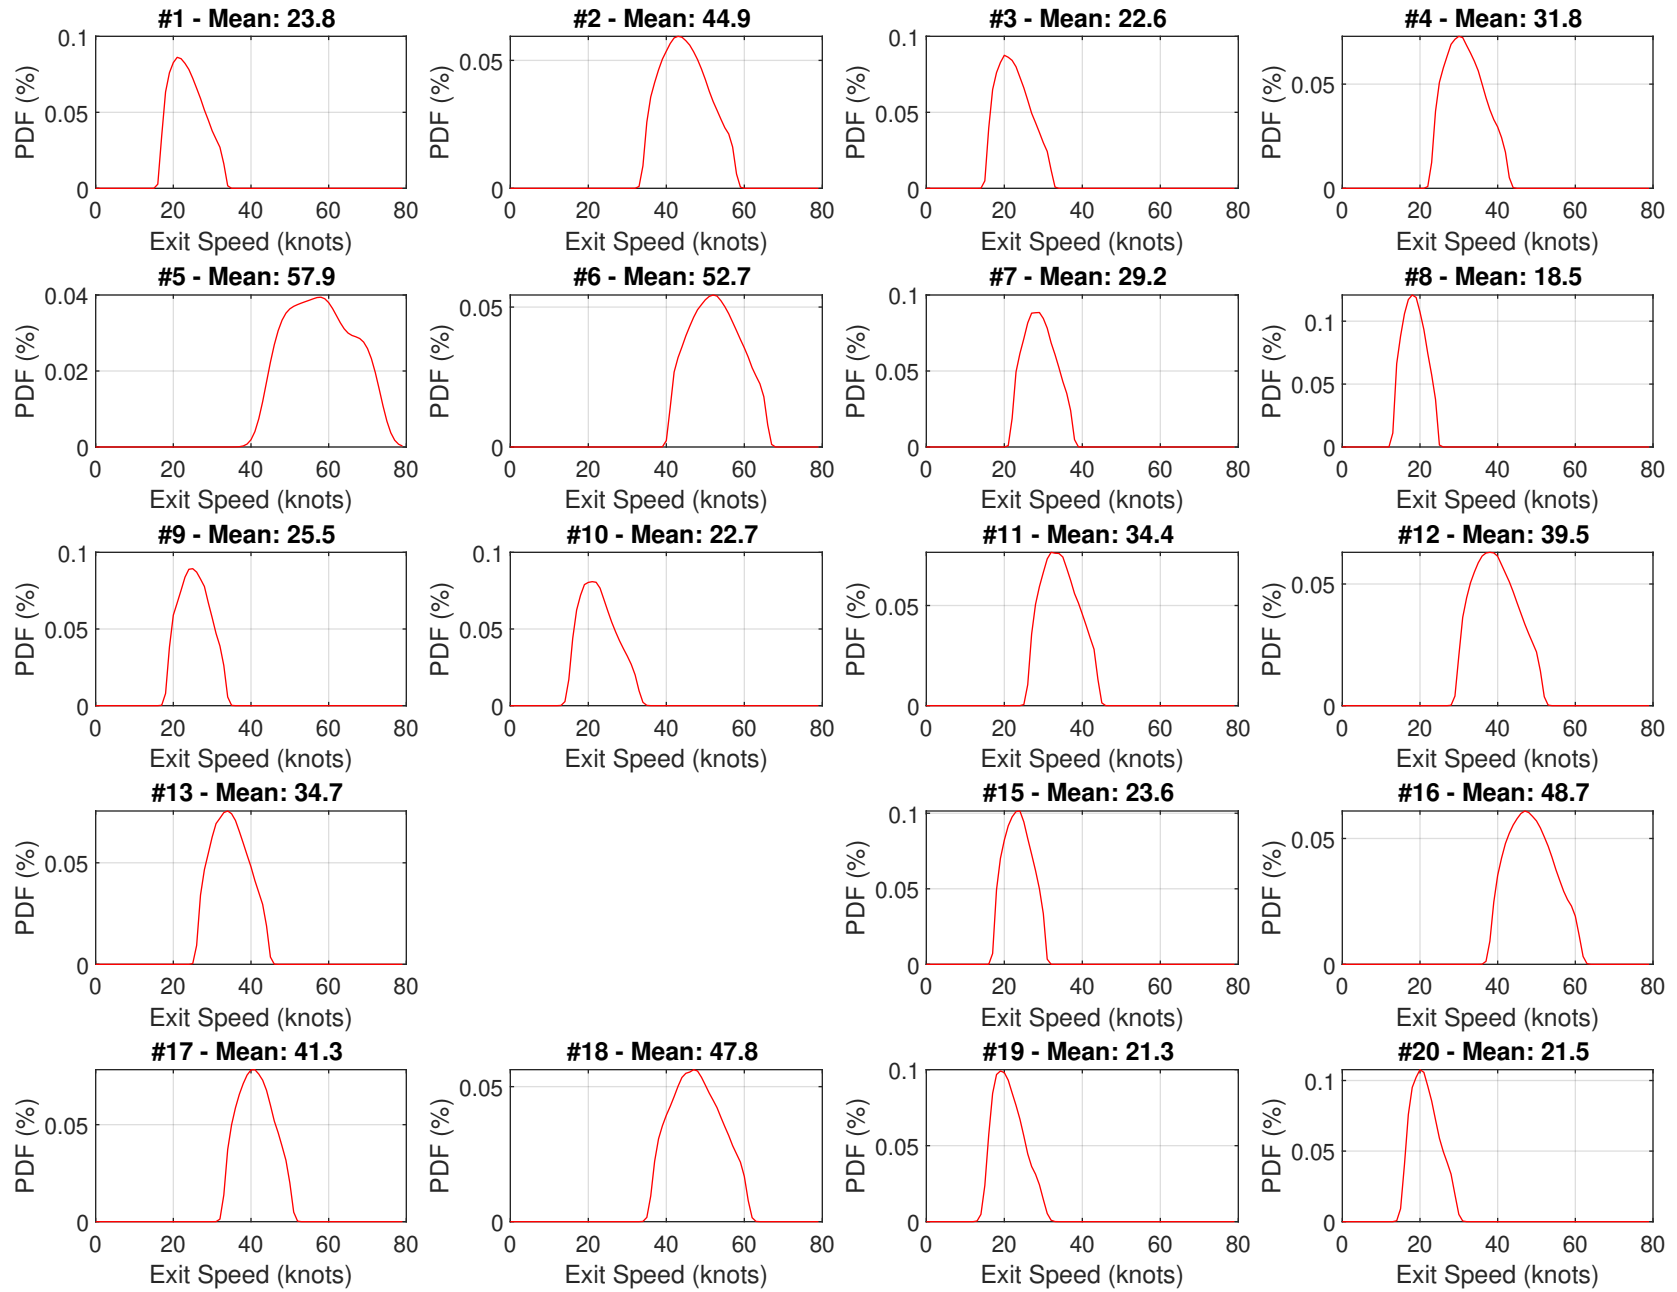 #1 - Mean: 23.8
PDF (%)
0.1
0.05
0
0 20 40 60 80
Exit Speed (knots)
#2 - Mean: 44.9
PDF (%)
0.05
0
0 20 40 60 80
Exit Speed (knots)
#3 - Mean: 22.6
PDF (%)
0.1
0.05
0
0 20 40 60 80
Exit Speed (knots)
#4 - Mean: 31.8
PDF (%)
0.05
0
0 20 40 60 80
Exit Speed (knots)
#5 - Mean: 57.9
PDF (%)
0.04
0.02
0
0 20 40 60 80
Exit Speed (knots)
#6 - Mean: 52.7
PDF (%)
0.05
0
0 20 40 60 80
Exit Speed (knots)
#7 - Mean: 29.2
PDF (%)
0.1
0.05
0
0 20 40 60 80
Exit Speed (knots)
#8 - Mean: 18.5
PDF (%)
0.1
0.05
0
0 20 40 60 80
Exit Speed (knots)
#9 - Mean: 25.5
PDF (%)
0.1
0.05
0
0 20 40 60 80
Exit Speed (knots)
#10 - Mean: 22.7
PDF (%)
0.1
0.05
0
0 20 40 60 80
Exit Speed (knots)
#11 - Mean: 34.4
PDF (%)
0.05
0
0 20 40 60 80
Exit Speed (knots)
#12 - Mean: 39.5
PDF (%)
0.05
0
0 20 40 60 80
Exit Speed (knots)
#13 - Mean: 34.7
PDF (%)
0.05
0
0 20 40 60 80
Exit Speed (knots)
#15 - Mean: 23.6
PDF (%)
0.1
0.05
0
0 20 40 60 80
Exit Speed (knots)
#16 - Mean: 48.7
PDF (%)
0.05
0
0 20 40 60 80
Exit Speed (knots)
#17 - Mean: 41.3
PDF (%)
0.05
0
0 20 40 60 80
Exit Speed (knots)
#18 - Mean: 47.8
PDF (%)
0.05
0
0 20 40 60 80
Exit Speed (knots)
#19 - Mean: 21.3
PDF (%)
0.1
0.05
0
0 20 40 60 80
Exit Speed (knots)
#20 - Mean: 21.5
PDF (%)
0.1
0.05
0
0 20 40 60 80
Exit Speed (knots)